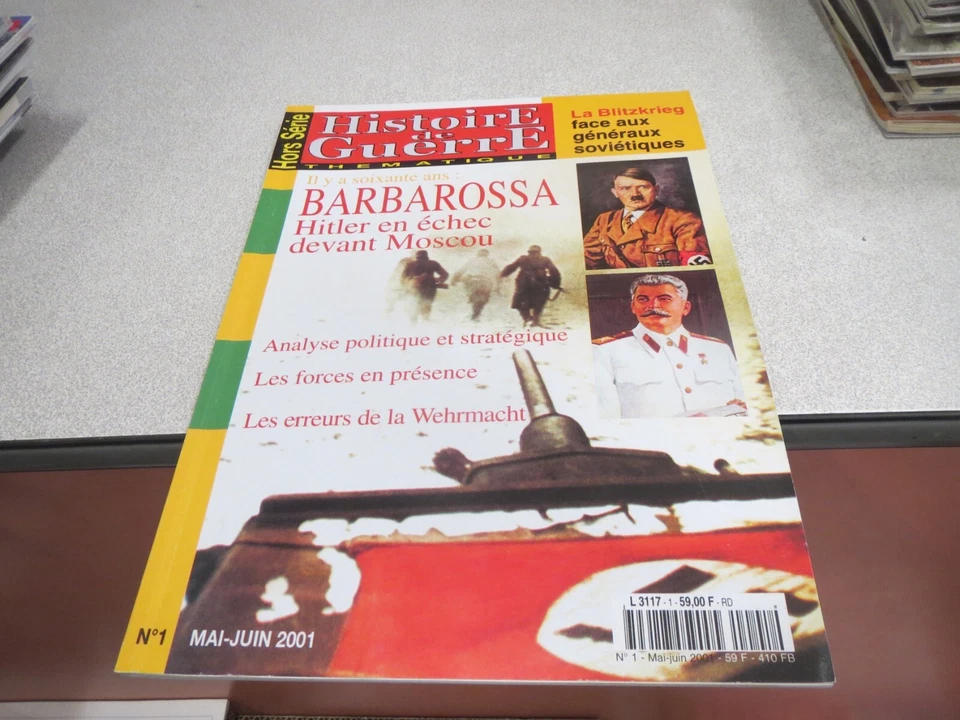 Hors Série
HistoirE
de
GuerrE
THEMATIQUE
La Blitzkrieg
face aux
généraux
soviétiques
Il y a soixante ans :
BARBAROSSA
Hitler en échec
devant Moscou
Analyse politique et stratégique
Les forces en présence
Les erreurs de la Wehrmacht
N°1
MAI-JUIN 2001
L 3117 - 1 - 59,00 F - RD
N° 1 - Mai-juin 2001 - 59 F - 410 FB